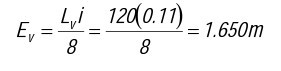 E_v = L_v i / 8 = 120(0.11) / 8 = 1.650m